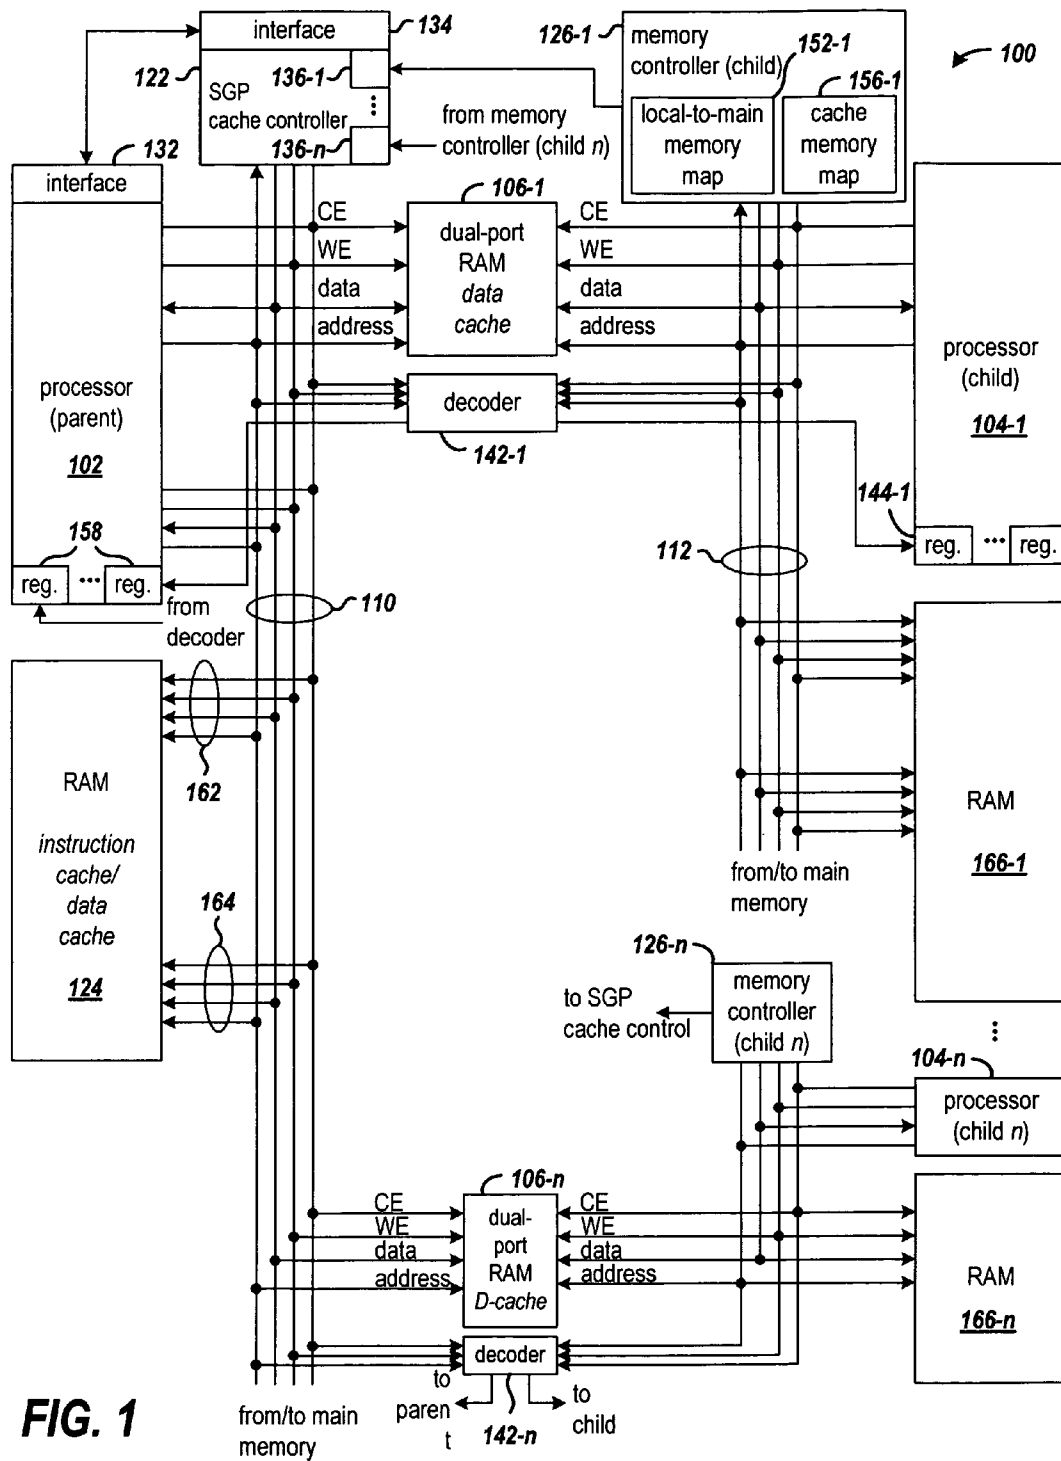 interface
134
122
136-1
SGP
cache controller
136-n
from memory
controller (child n)
126-1
memory
controller (child)
152-1
156-1
local-to-main
memory
map
cache
memory
map
100
132
interface
processor
(parent)
102
158
reg.
...
reg.
from
decoder
106-1
dual-port
RAM
data
cache
CE
WE
data
address
CE
WE
data
address
decoder
142-1
processor
(child)
104-1
144-1
reg.
...
reg.
110
112
162
RAM
instruction
cache/
data
cache
124
164
RAM
166-1
from/to main
memory
126-n
memory
controller
(child n)
to SGP
cache control
104-n
processor
(child n)
106-n
dual-
port
RAM
D-cache
CE
WE
data
address
CE
WE
data
address
RAM
166-n
decoder
142-n
to
paren
t
to
child
from/to main
memory
FIG. 1